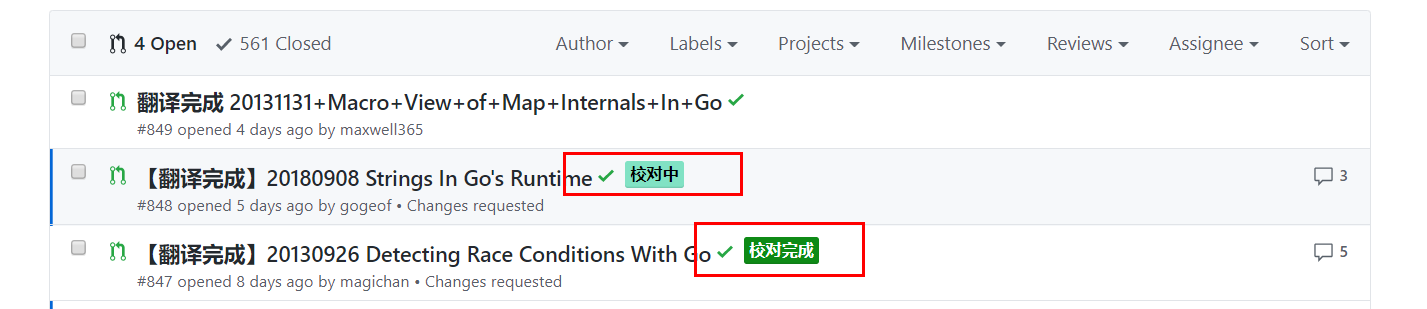 4 Open 561 Closed Author Labels Projects Milestones Reviews Assignee Sort
翻译完成 20131131+Macro+View+of+Map+Internals+In+Go
#849 opened 4 days ago by maxwell365
【翻译完成】20180908 Strings In Go's Runtime 校对中 3
#848 opened 5 days ago by gogeof • Changes requested
【翻译完成】20130926 Detecting Race Conditions With Go 校对完成 5
#847 opened 8 days ago by magichan • Changes requested